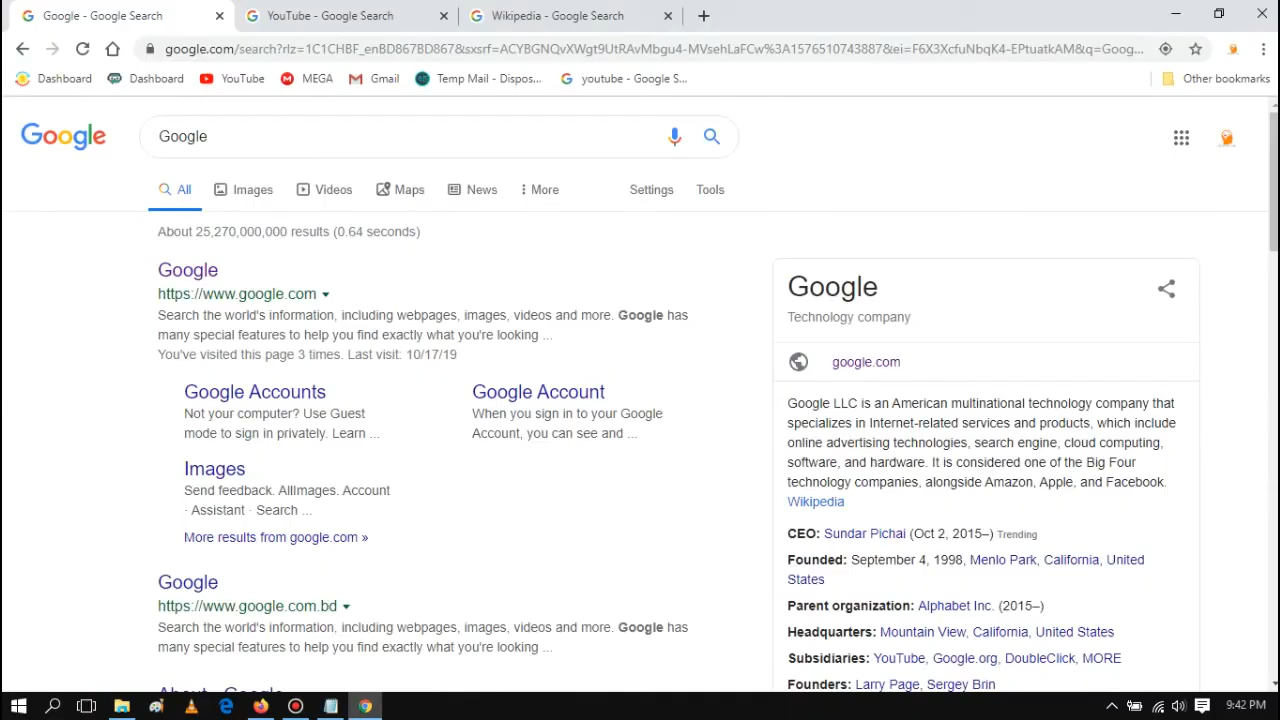 Google - Google Search
YouTube - Google Search
Wikipedia - Google Search
google.com/search?rlz=1C1CHBF_enBD867BD867&sxsrf=ACYBGNQvXWgt9UtRAvMbgu4-MVsehLaFCw%3A1576510743887&ei=F6X3XcfuNbqK4-EPtuatkAM&q=Goog...
Dashboard
Dashboard
YouTube
MEGA
Gmail
Temp Mail - Dispos...
youtube - Google S...
Other bookmarks
Google
Google
All
Images
Videos
Maps
News
More
Settings
Tools
About 25,270,000,000 results (0.64 seconds)
Google
https://www.google.com
Search the world's information, including webpages, images, videos and more. Google has
many special features to help you find exactly what you're looking ...
You've visited this page 3 times. Last visit: 10/17/19
Google Accounts
Not your computer? Use Guest
mode to sign in privately. Learn ...
Google Account
When you sign in to your Google
Account, you can see and ...
Images
Send feedback. AllImages. Account
· Assistant · Search ...
More results from google.com »
Google
https://www.google.com.bd
Search the world's information, including webpages, images, videos and more. Google has
many special features to help you find exactly what you're looking ...
About - Google
Google
Technology company
google.com
Google LLC is an American multinational technology company that
specializes in Internet-related services and products, which include
online advertising technologies, search engine, cloud computing,
software, and hardware. It is considered one of the Big Four
technology companies, alongside Amazon, Apple, and Facebook.
Wikipedia
CEO: Sundar Pichai (Oct 2, 2015–) Trending
Founded: September 4, 1998, Menlo Park, California, United
States
Parent organization: Alphabet Inc. (2015–)
Headquarters: Mountain View, California, United States
Subsidiaries: YouTube, Google.org, DoubleClick, MORE
Founders: Larry Page, Sergey Brin
9:42 PM